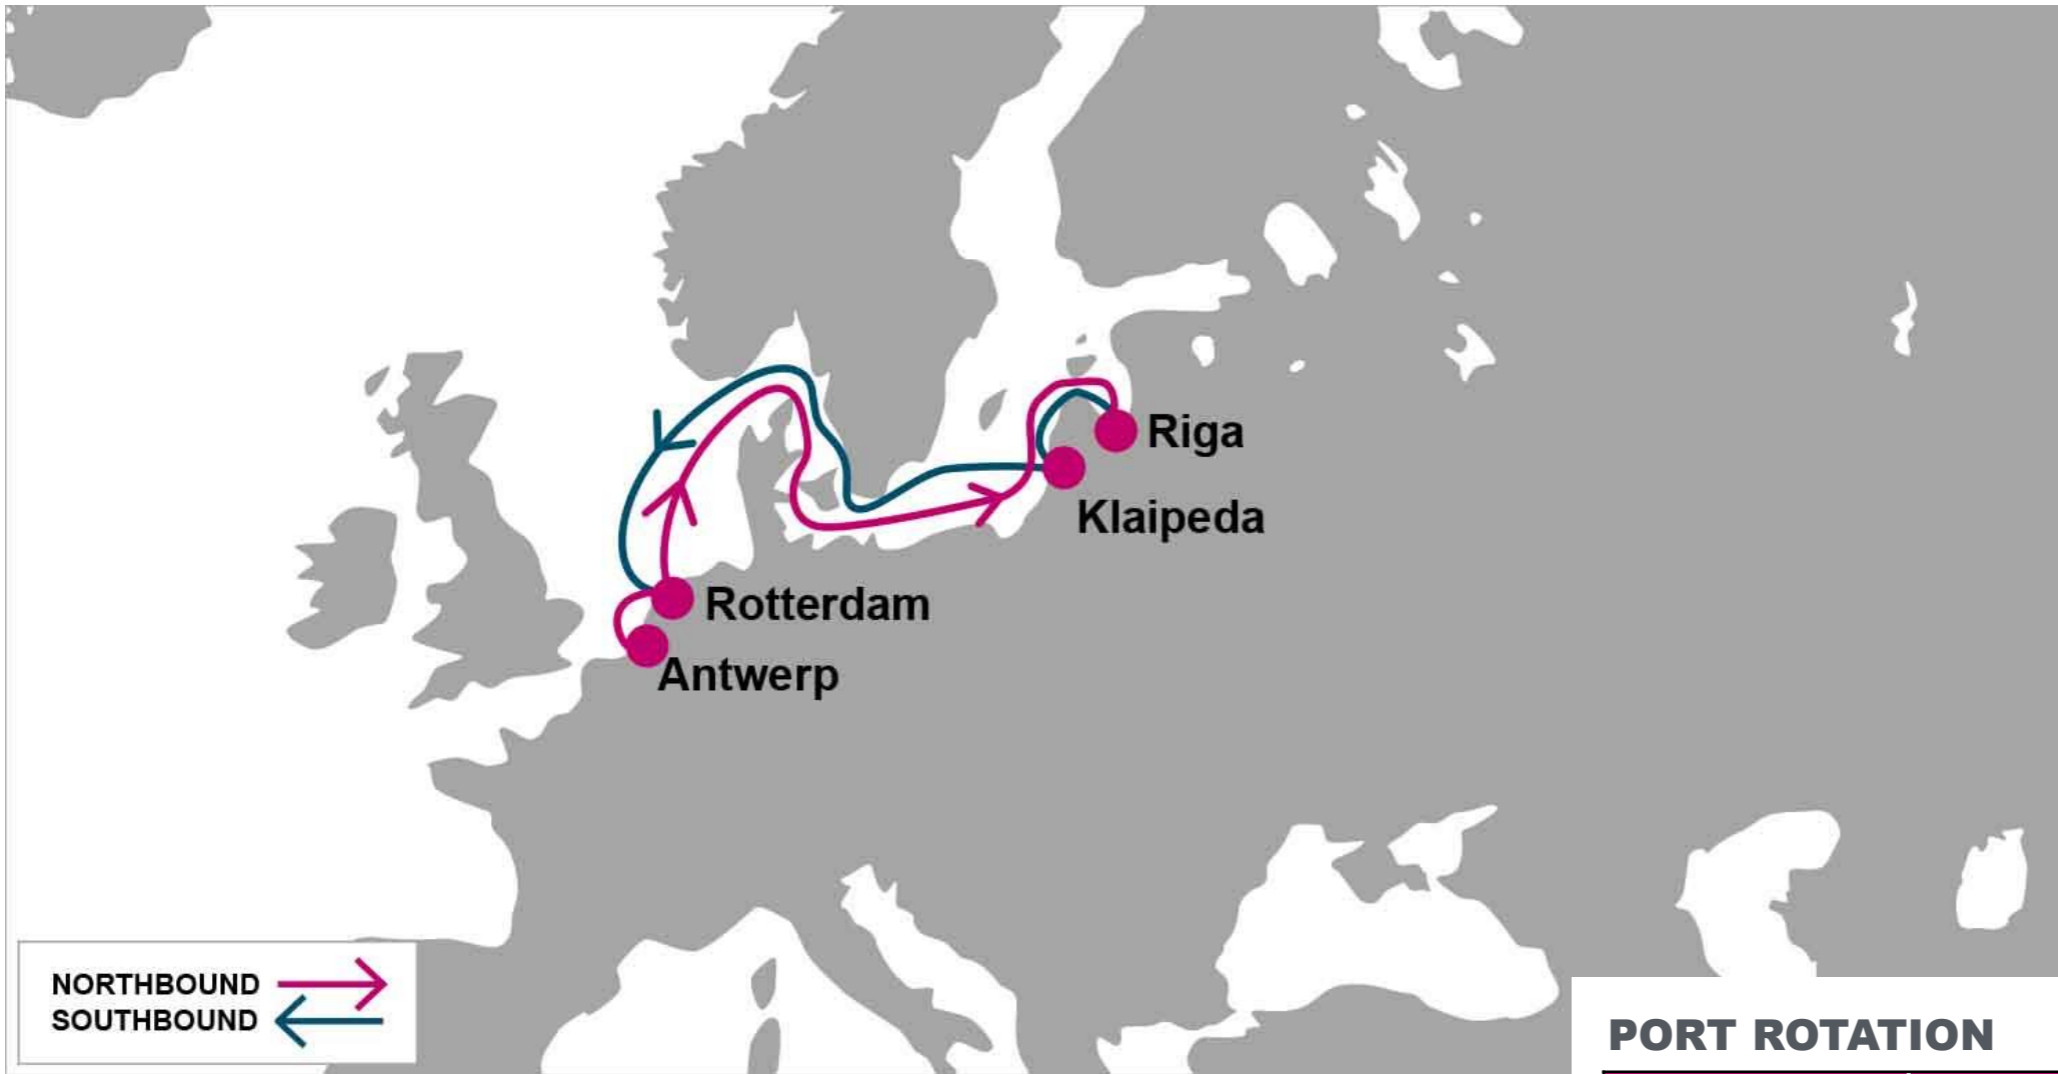 Riga
Klaipeda
Rotterdam
Antwerp
NORTHBOUND
SOUTHBOUND
PORT ROTATION